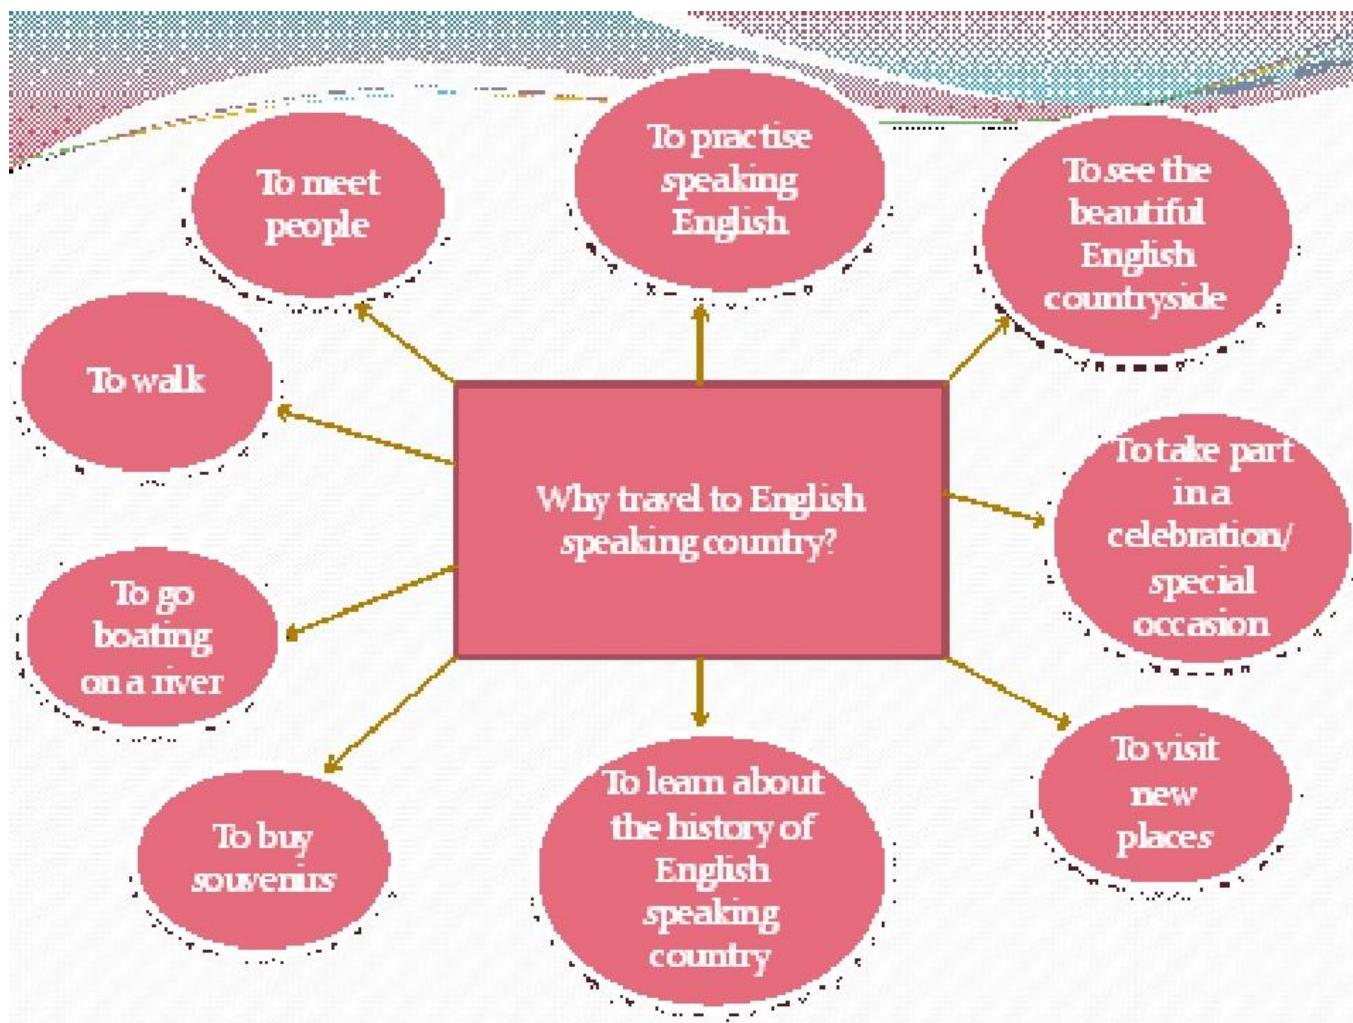 To meet
people
To practise
speaking
English
To see the
beautiful
English
countryside
To walk
Why travel to English
speaking country?
To take part
in a
celebration/
special
occasion
To go
boating
on a river
To visit
new
places
To buy
souvenirs
To learn about
the history of
English
speaking
country